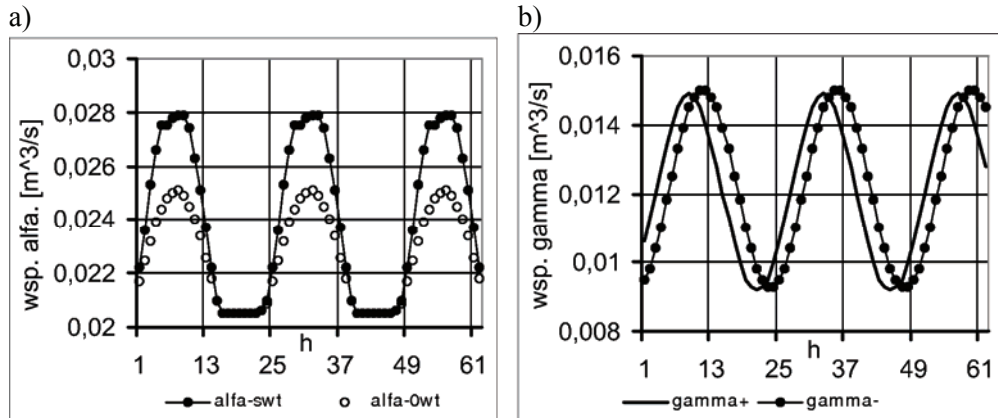 a)
b)
0,03
0,028
0,026
0,024
0,022
0,02
wsp. alfa. [m^3/s]
1 13 25 37 49 61
h
alfa-swt alfa-0wt
0,016
0,014
0,012
0,01
0,008
wsp. gamma [m^3/s]
1 13 25 37 49 61
h
gamma+ gamma-